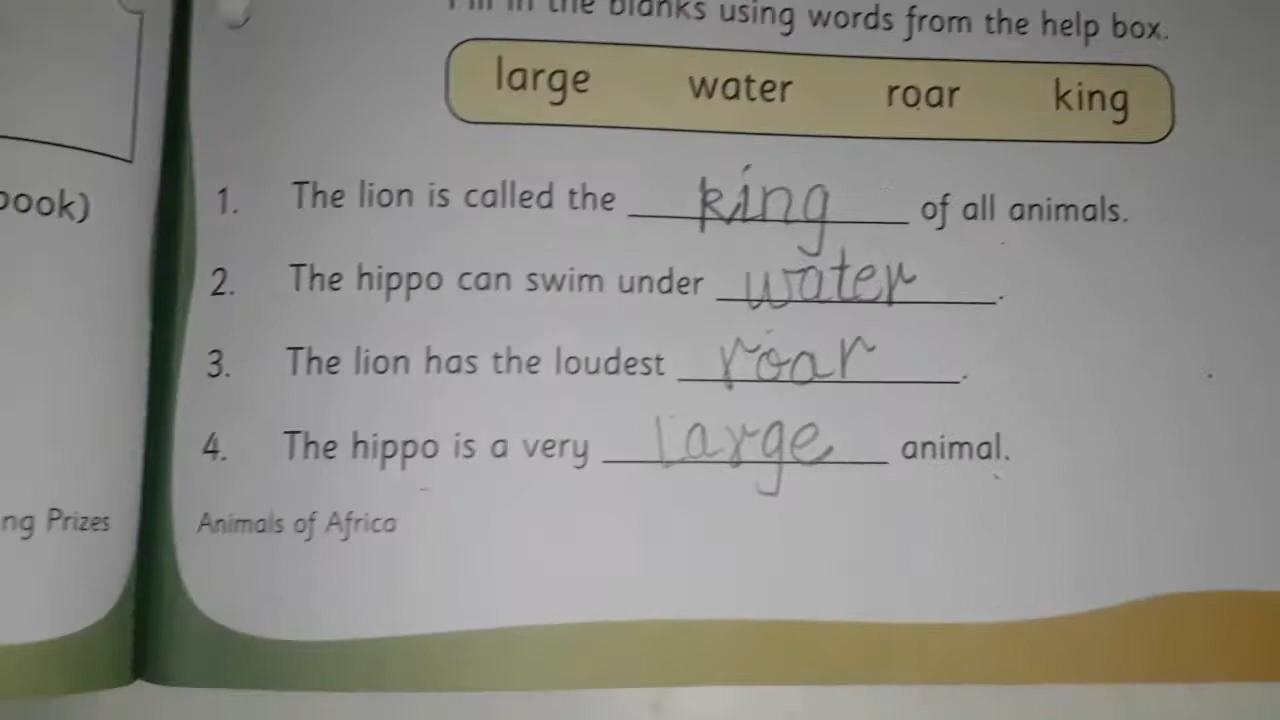 Fill in the blanks using words from the help box.
large water roar king
1. The lion is called the king of all animals.
2. The hippo can swim under water.
3. The lion has the loudest roar.
4. The hippo is a very large animal.
book)
ng Prizes
Animals of Africa